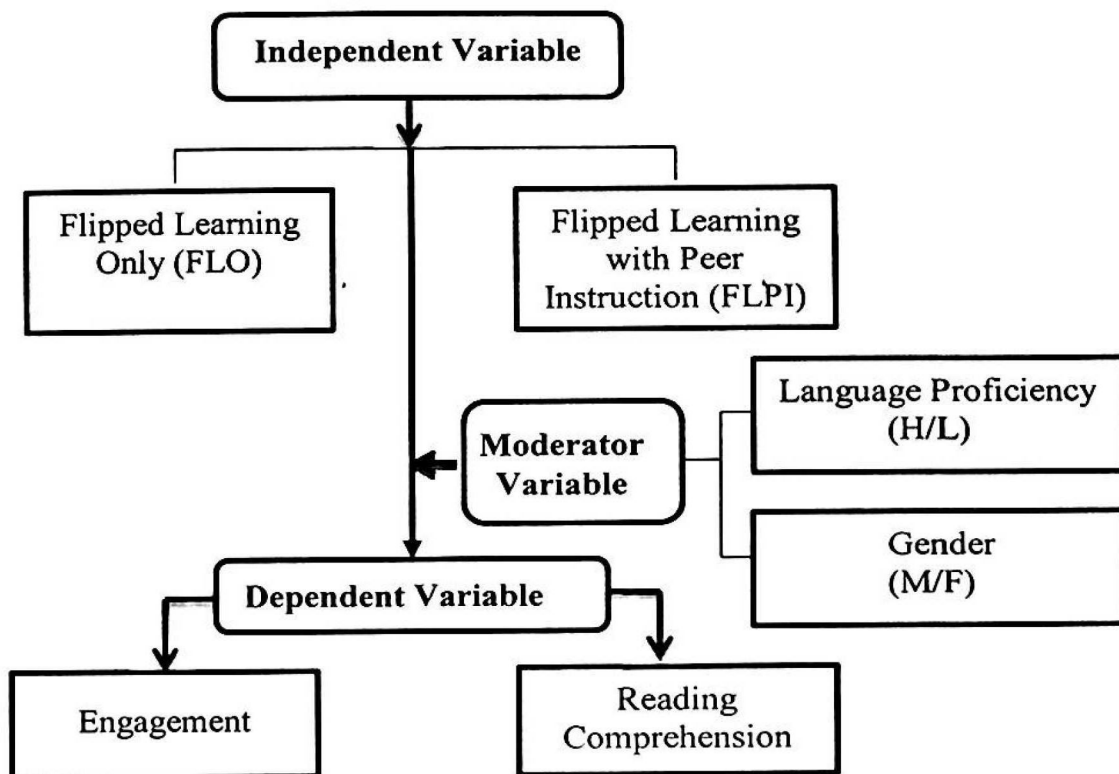 Independent Variable
Flipped Learning
Only (FLO)
Flipped Learning
with Peer
Instruction (FLPI)
Language Proficiency
(H/L)
Moderator
Variable
Gender
(M/F)
Dependent Variable
Engagement
Reading
Comprehension